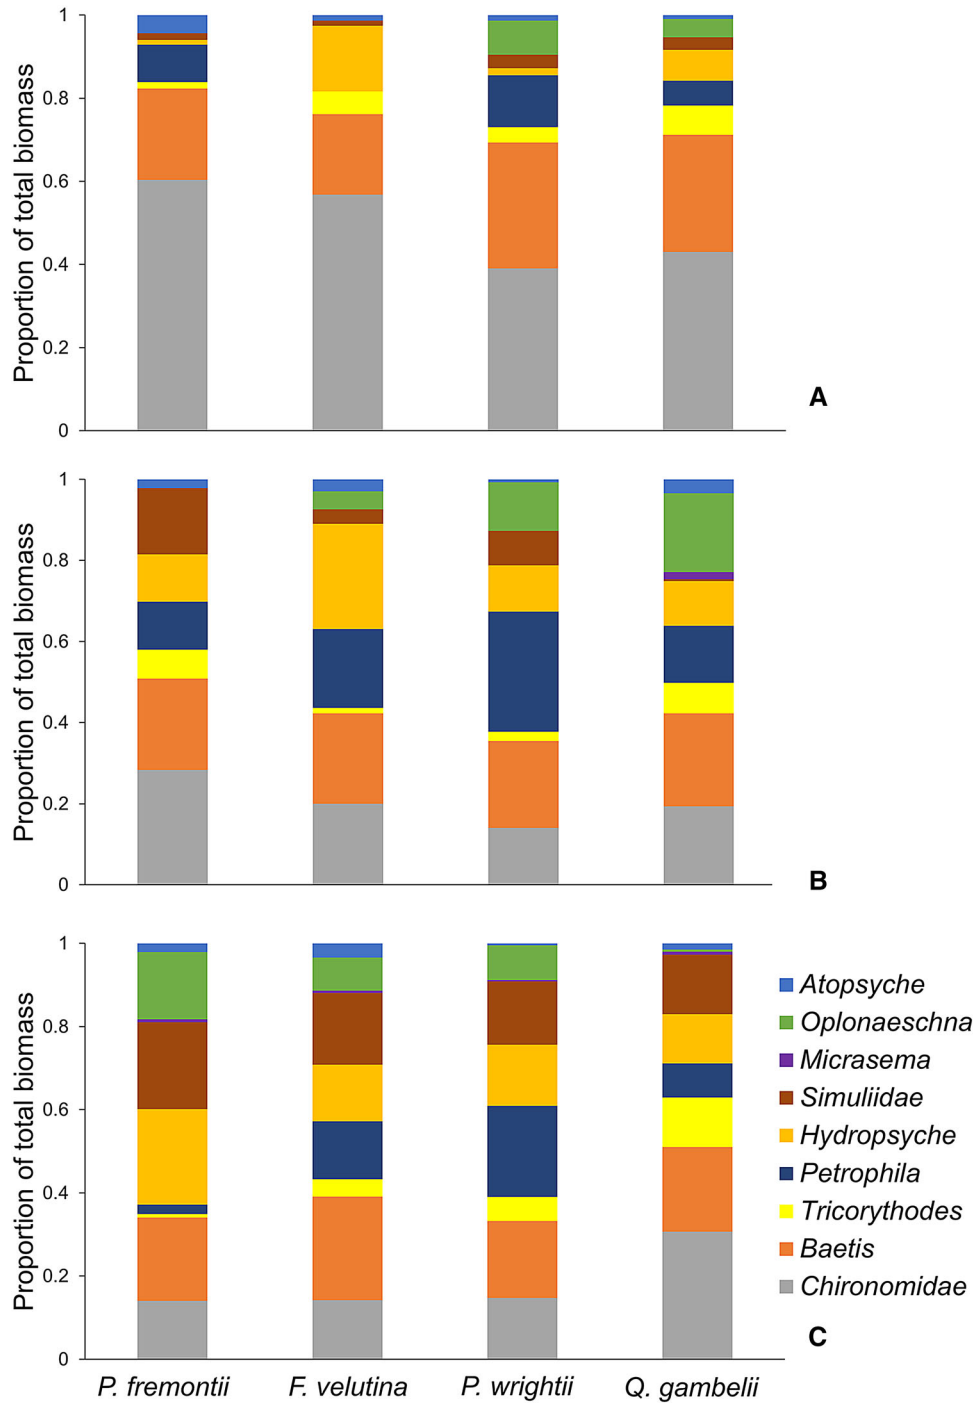 Proportion of total biomass
1
0.8
0.6
0.4
0.2
0
A
Proportion of total biomass
1
0.8
0.6
0.4
0.2
0
B
Proportion of total biomass
1
0.8
0.6
0.4
0.2
0
Atopsyche
Oplonaeschna
Micrasema
Simuliidae
Hydropsyche
Petrophila
Tricorythodes
Baetis
Chironomidae
C
P. fremontii F. velutina P. wrightii Q. gambelii